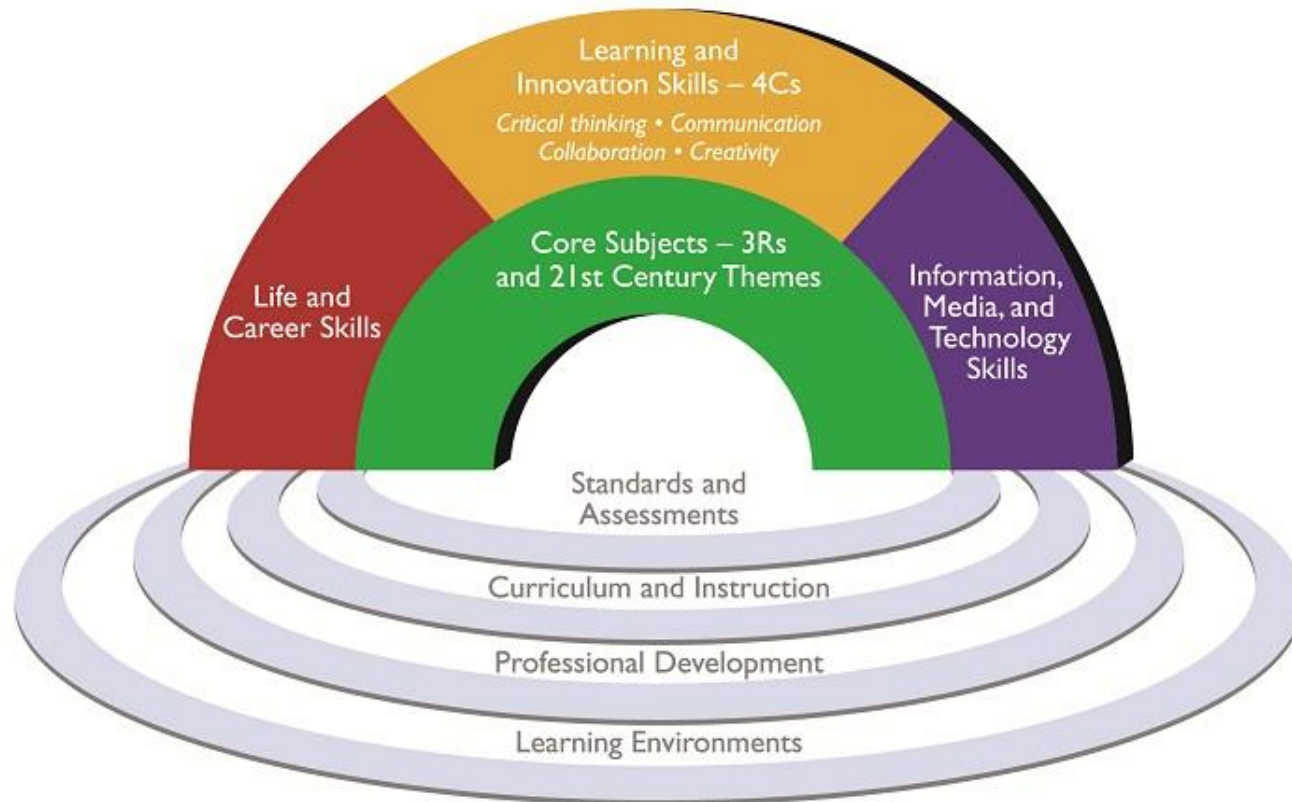 Learning and
Innovation Skills – 4Cs
Critical thinking • Communication
Collaboration • Creativity
Core Subjects – 3Rs
and 21st Century Themes
Life and
Career Skills
Information,
Media, and
Technology
Skills
Standards and
Assessments
Curriculum and Instruction
Professional Development
Learning Environments